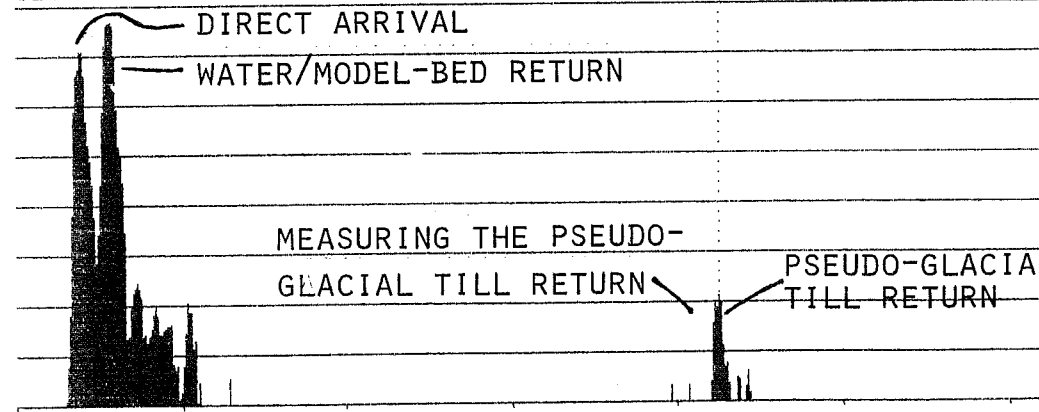 DIRECT ARRIVAL
WATER/MODEL-BED RETURN
MEASURING THE PSEUDO-
GLACIAL TILL RETURN
PSEUDO-GLACIA
TILL RETURN